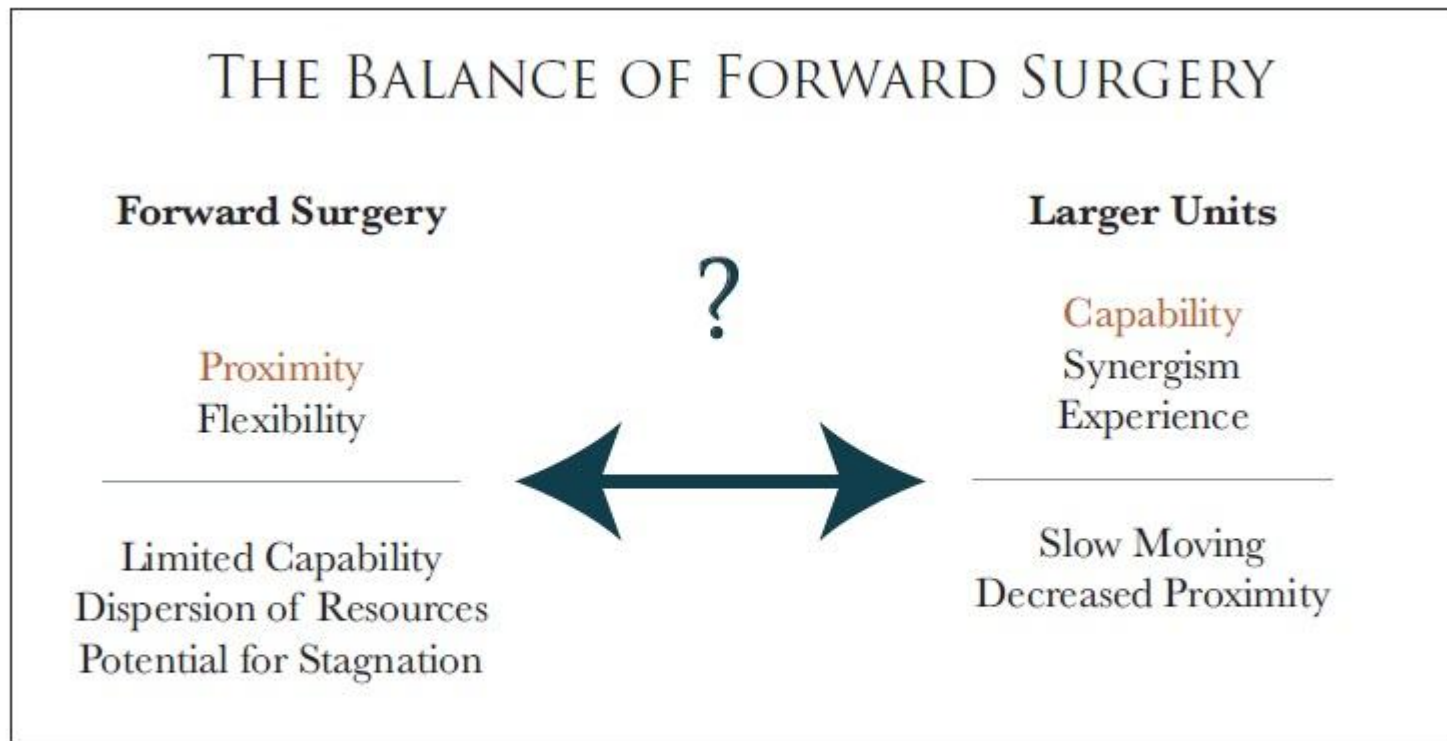 THE BALANCE OF FORWARD SURGERY
Forward Surgery
Proximity
Flexibility
Limited Capability
Dispersion of Resources
Potential for Stagnation
?
Larger Units
Capability
Synergism
Experience
Slow Moving
Decreased Proximity